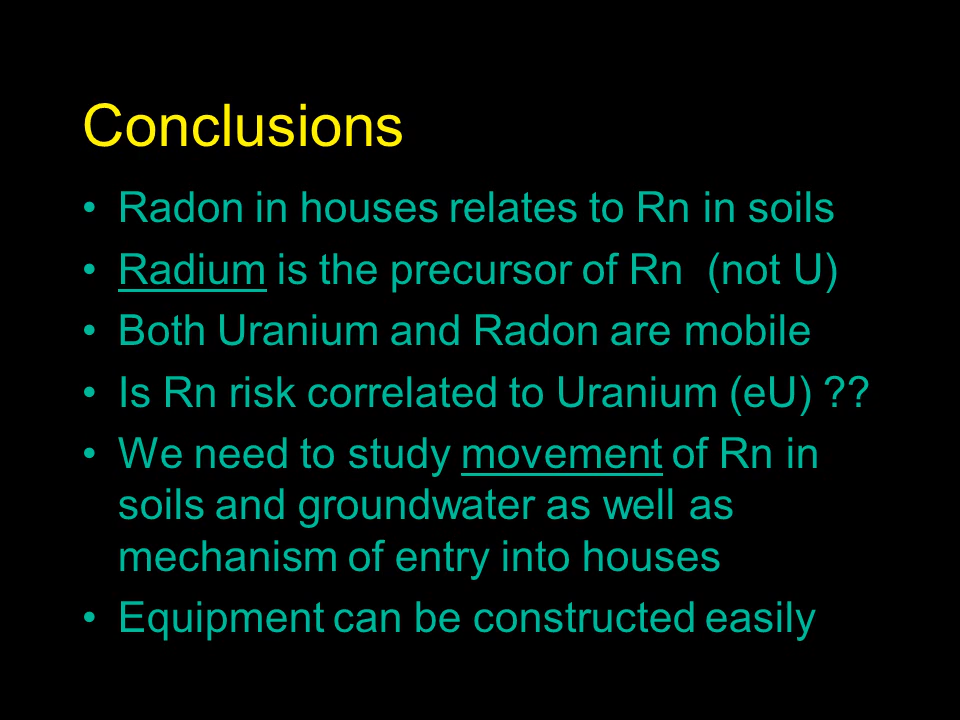 Conclusions
• Radon in houses relates to Rn in soils
• Radium is the precursor of Rn  (not U)
• Both Uranium and Radon are mobile
• Is Rn risk correlated to Uranium (eU) ??
• We need to study movement of Rn in
soils and groundwater as well as
mechanism of entry into houses
• Equipment can be constructed easily